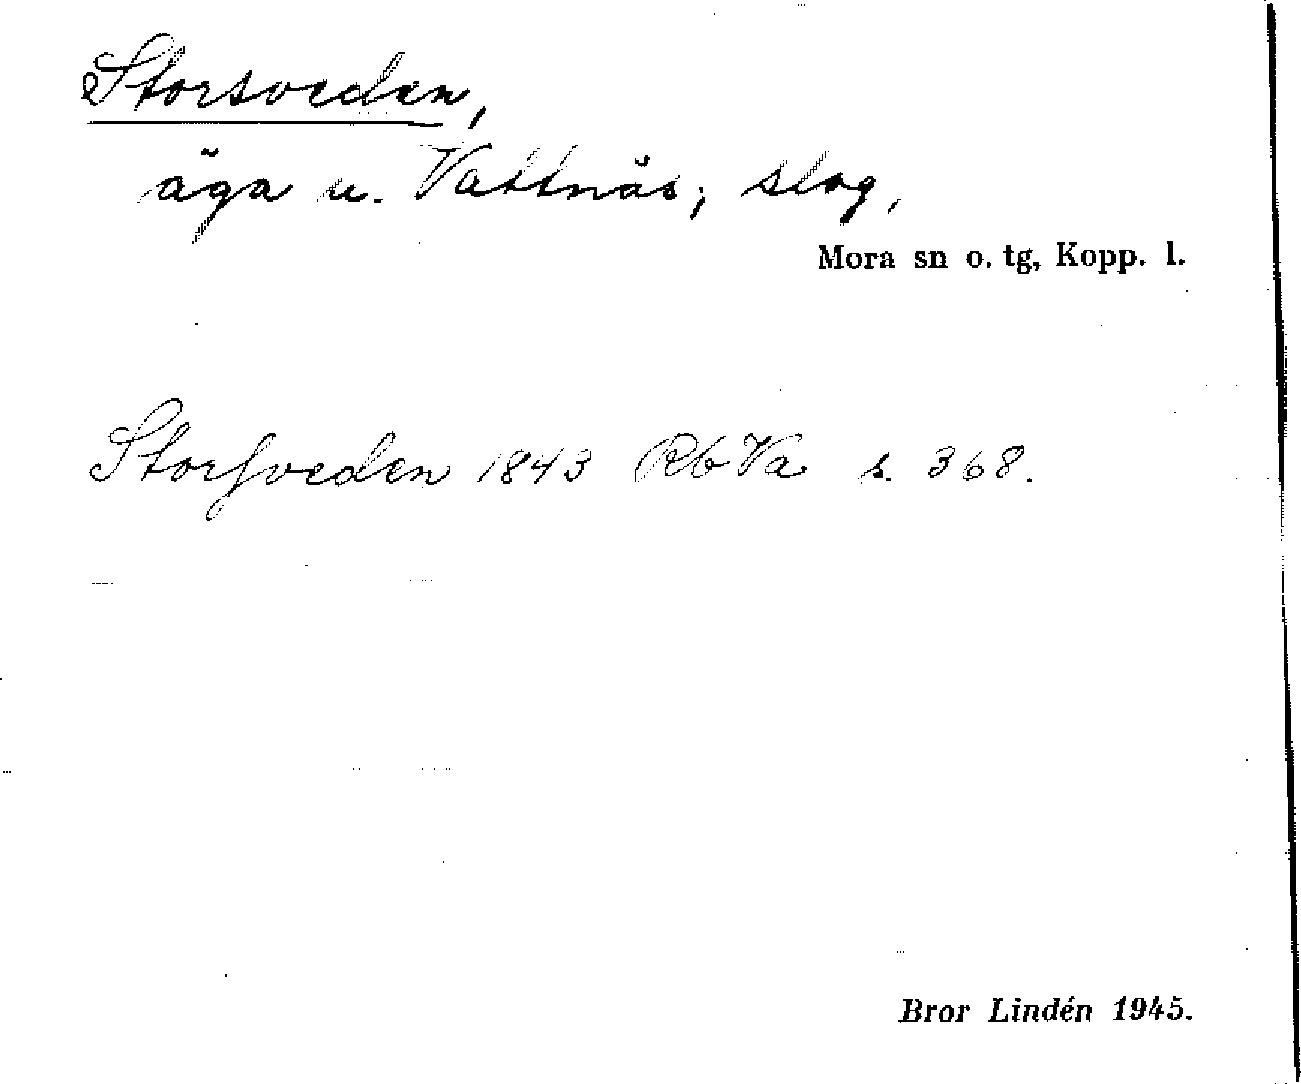 Storsveden,
äga u. Vattnäs; slog,
Mora sn o. tg, Kopp. l.
Storſveden 1843 RbVa s. 368.
Bror Lindén 1945.